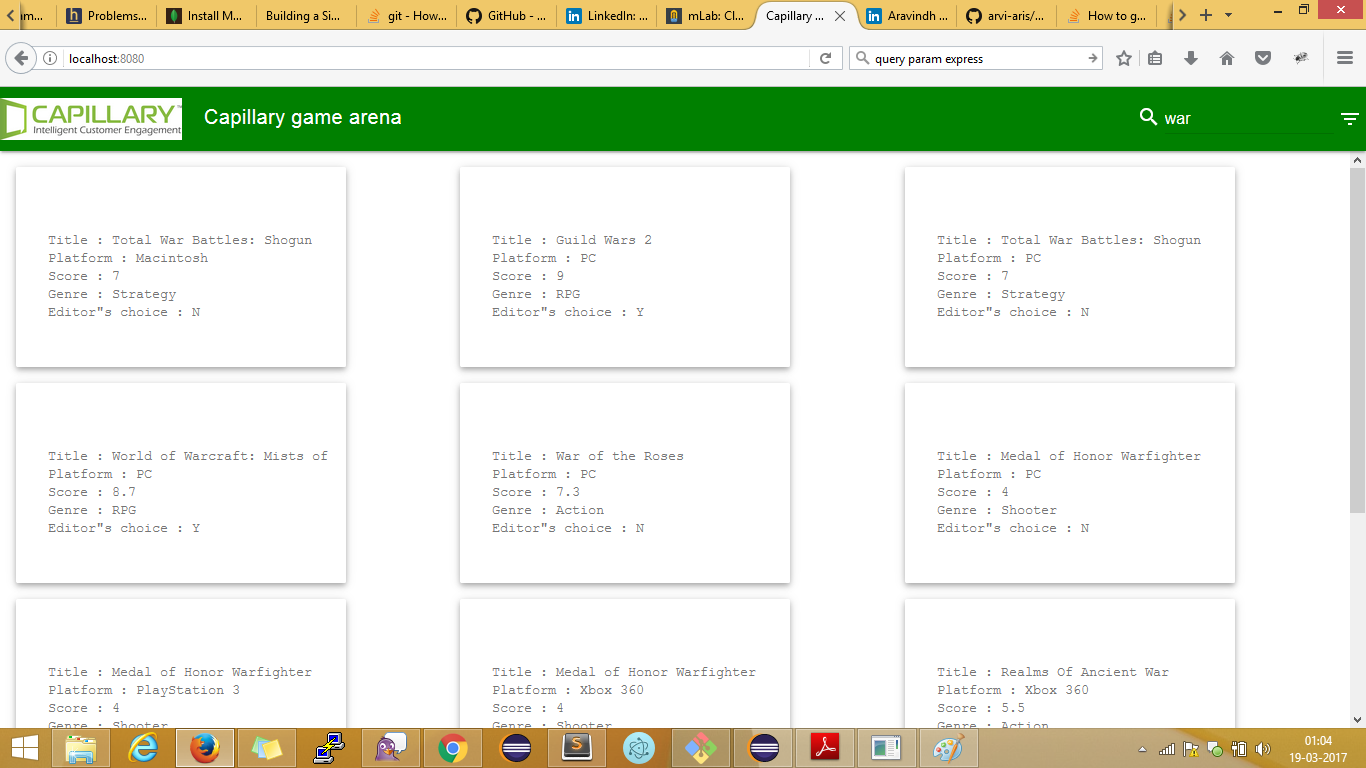 am...
Problems...
Install M...
Building a Si...
git - How...
GitHub - ...
LinkedIn: ...
mLab: Cl...
Capillary ...
Aravindh ...
arvi-aris/...
How to g...
localhost:8080
query param express
CAPILLARY™
Intelligent Customer Engagement
Capillary game arena
war
Title : Total War Battles: Shogun
Platform : Macintosh
Score : 7
Genre : Strategy
Editor"s choice : N
Title : Guild Wars 2
Platform : PC
Score : 9
Genre : RPG
Editor"s choice : Y
Title : Total War Battles: Shogun
Platform : PC
Score : 7
Genre : Strategy
Editor"s choice : N
Title : World of Warcraft: Mists of
Platform : PC
Score : 8.7
Genre : RPG
Editor"s choice : Y
Title : War of the Roses
Platform : PC
Score : 7.3
Genre : Action
Editor"s choice : N
Title : Medal of Honor Warfighter
Platform : PC
Score : 4
Genre : Shooter
Editor"s choice : N
Title : Medal of Honor Warfighter
Platform : PlayStation 3
Score : 4
Genre : Shooter
Title : Medal of Honor Warfighter
Platform : Xbox 360
Score : 4
Genre : Shooter
Title : Realms Of Ancient War
Platform : Xbox 360
Score : 5.5
Genre : Action
01:04
19-03-2017